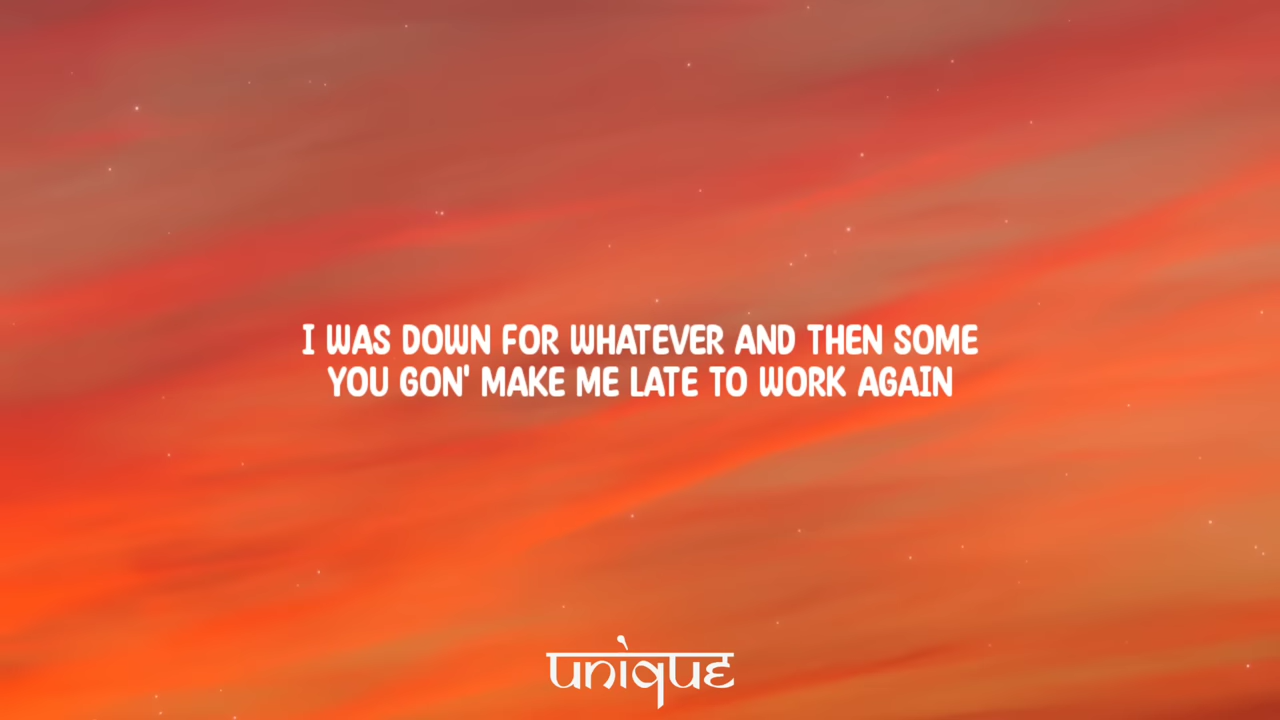 I WAS DOWN FOR WHATEVER AND THEN SOME
YOU GON' MAKE ME LATE TO WORK AGAIN
unique